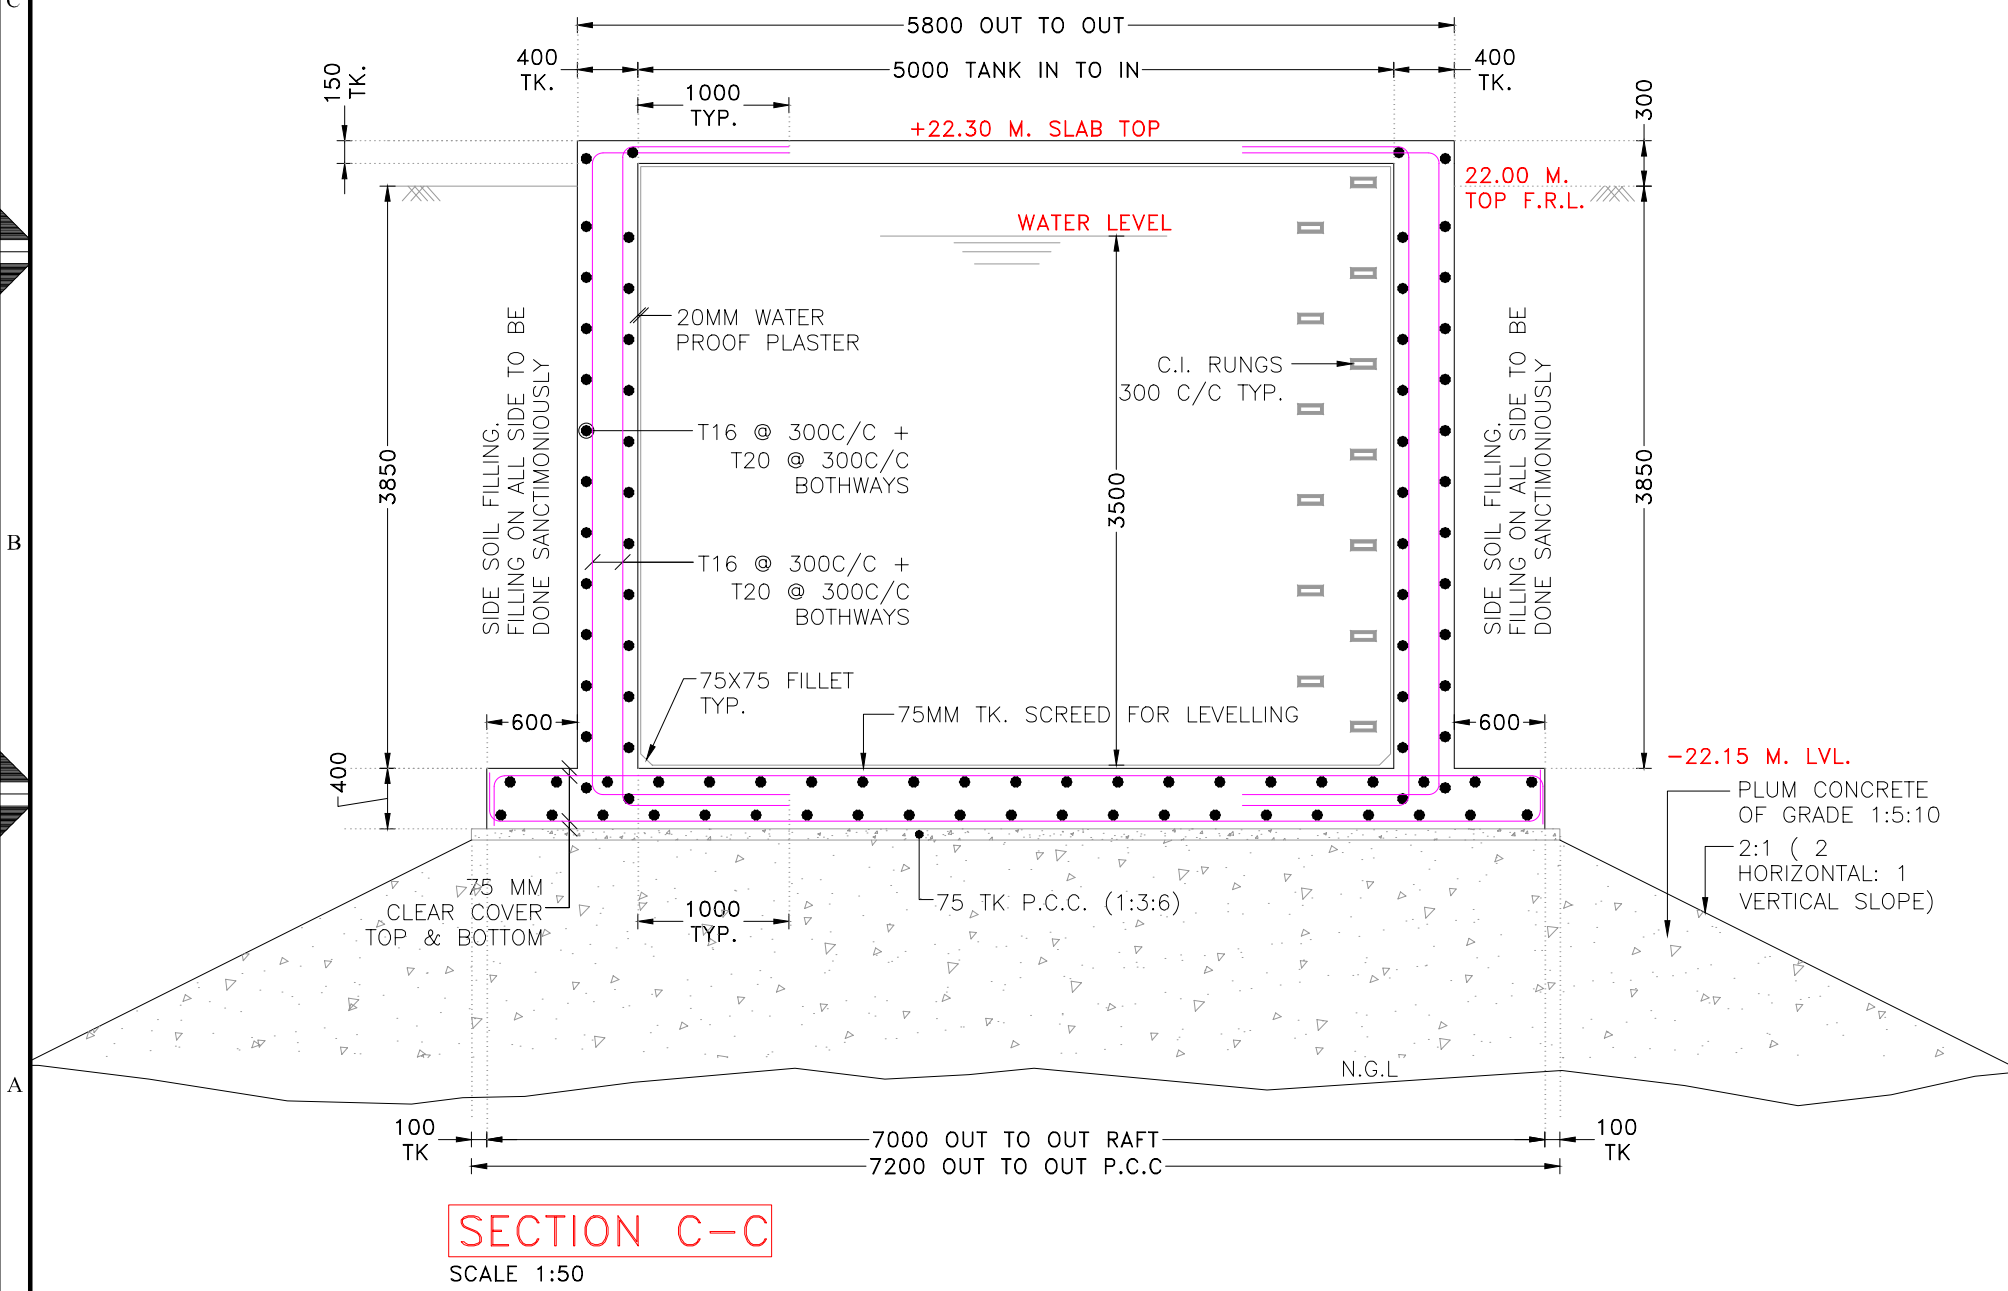 C
5800 OUT TO OUT
400
TK.
5000 TANK IN TO IN
400
TK.
150
TK.
1000
TYP.
300
+22.30 M. SLAB TOP
22.00 M.
TOP F.R.L.
WATER LEVEL
20MM WATER
PROOF PLASTER
C.I. RUNGS
300 C/C TYP.
SIDE SOIL FILLING.
FILLING ON ALL SIDE TO BE
DONE SANCTIMONIOUSLY
SIDE SOIL FILLING.
FILLING ON ALL SIDE TO BE
DONE SANCTIMONIOUSLY
T16 @ 300C/C +
T20 @ 300C/C
BOTHWAYS
3850
3500
3850
B
T16 @ 300C/C +
T20 @ 300C/C
BOTHWAYS
75X75 FILLET
TYP.
75MM TK. SCREED FOR LEVELLING
600
600
400
-22.15 M. LVL.
PLUM CONCRETE
OF GRADE 1:5:10
2:1 ( 2
HORIZONTAL: 1
VERTICAL SLOPE)
75 MM
CLEAR COVER
TOP & BOTTOM
1000
TYP.
75 TK P.C.C. (1:3:6)
N.G.L
A
100
TK
7000 OUT TO OUT RAFT
100
TK
7200 OUT TO OUT P.C.C
SECTION C-C
SCALE 1:50